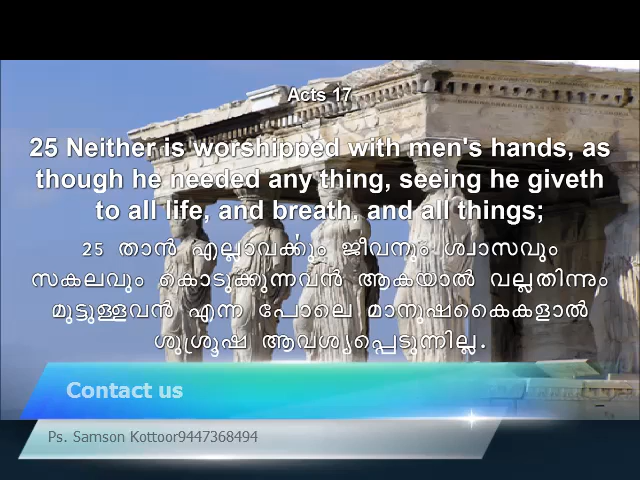 Acts 17
25 Neither is worshipped with men's hands, as
though he needed any thing, seeing he giveth
to all life, and breath, and all things;
25 താൻ എല്ലാവൎക്കും ജീവനും ശ്വാസവും
സകലവും കൊടുക്കുന്നവൻ ആകയാൽ വല്ലതിന്നും
മുട്ടുള്ളവൻ എന്ന പോലെ മാനുഷകൈകളാൽ
ശുശ്രൂഷ ആവശ്യപ്പെടുന്നില്ല.
Contact us
Ps. Samson Kottoor9447368494